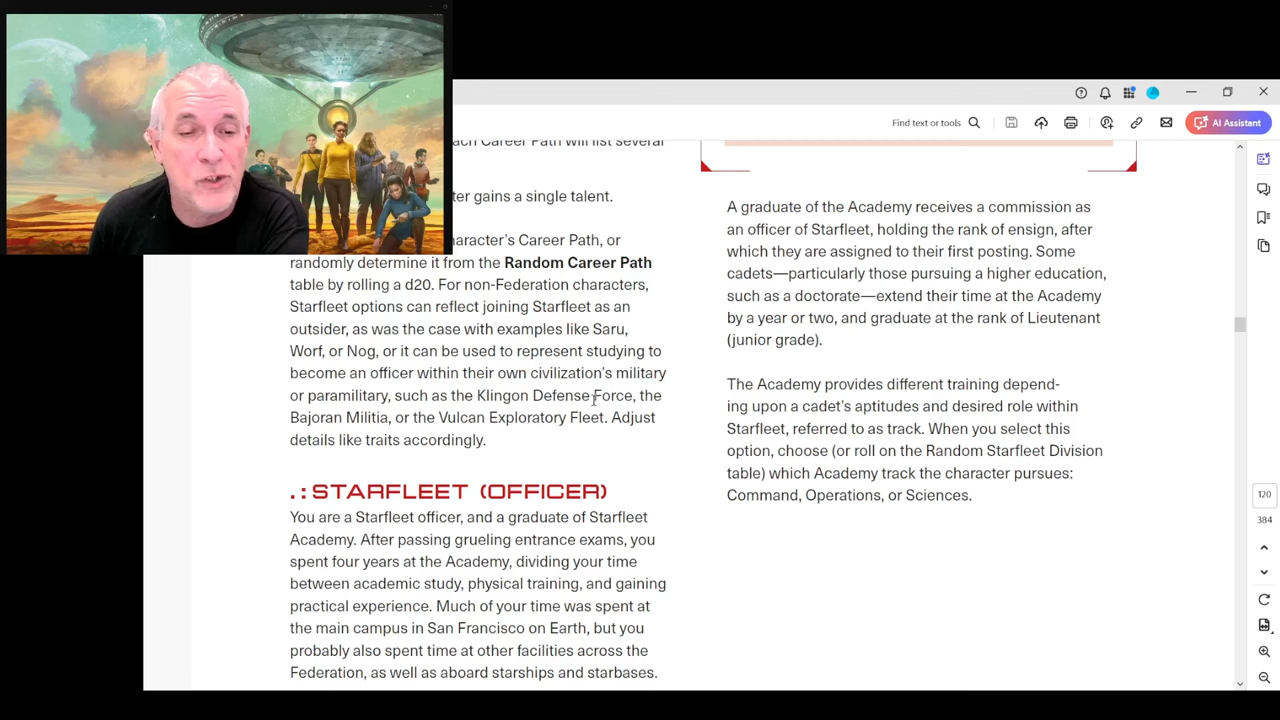 Find text or tools
AI Assistant
ach Career Path will list several
ter gains a single talent.
haracter's Career Path, or
randomly determine it from the Random Career Path
table by rolling a d20. For non-Federation characters,
Starfleet options can reflect joining Starfleet as an
outsider, as was the case with examples like Saru,
Worf, or Nog, or it can be used to represent studying to
become an officer within their own civilization's military
or paramilitary, such as the Klingon Defense Force, the
Bajoran Militia, or the Vulcan Exploratory Fleet. Adjust
details like traits accordingly.
.:STARFLEET (OFFICER)
You are a Starfleet officer, and a graduate of Starfleet
Academy. After passing grueling entrance exams, you
spent four years at the Academy, dividing your time
between academic study, physical training, and gaining
practical experience. Much of your time was spent at
the main campus in San Francisco on Earth, but you
probably also spent time at other facilities across the
Federation, as well as aboard starships and starbases.
A graduate of the Academy receives a commission as
an officer of Starfleet, holding the rank of ensign, after
which they are assigned to their first posting. Some
cadets—particularly those pursuing a higher education,
such as a doctorate—extend their time at the Academy
by a year or two, and graduate at the rank of Lieutenant
(junior grade).
The Academy provides different training depend-
ing upon a cadet's aptitudes and desired role within
Starfleet, referred to as track. When you select this
option, choose (or roll on the Random Starfleet Division
table) which Academy track the character pursues:
Command, Operations, or Sciences.
120
384